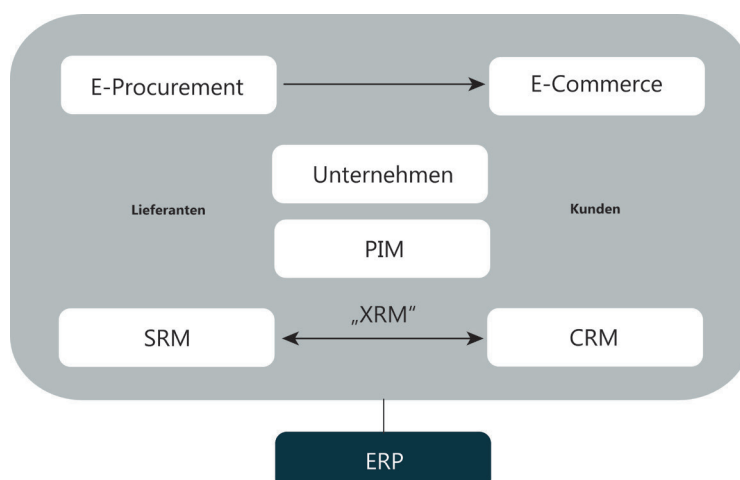 E-Procurement
E-Commerce
Unternehmen
Lieferanten
Kunden
PIM
„XRM“
SRM
CRM
ERP